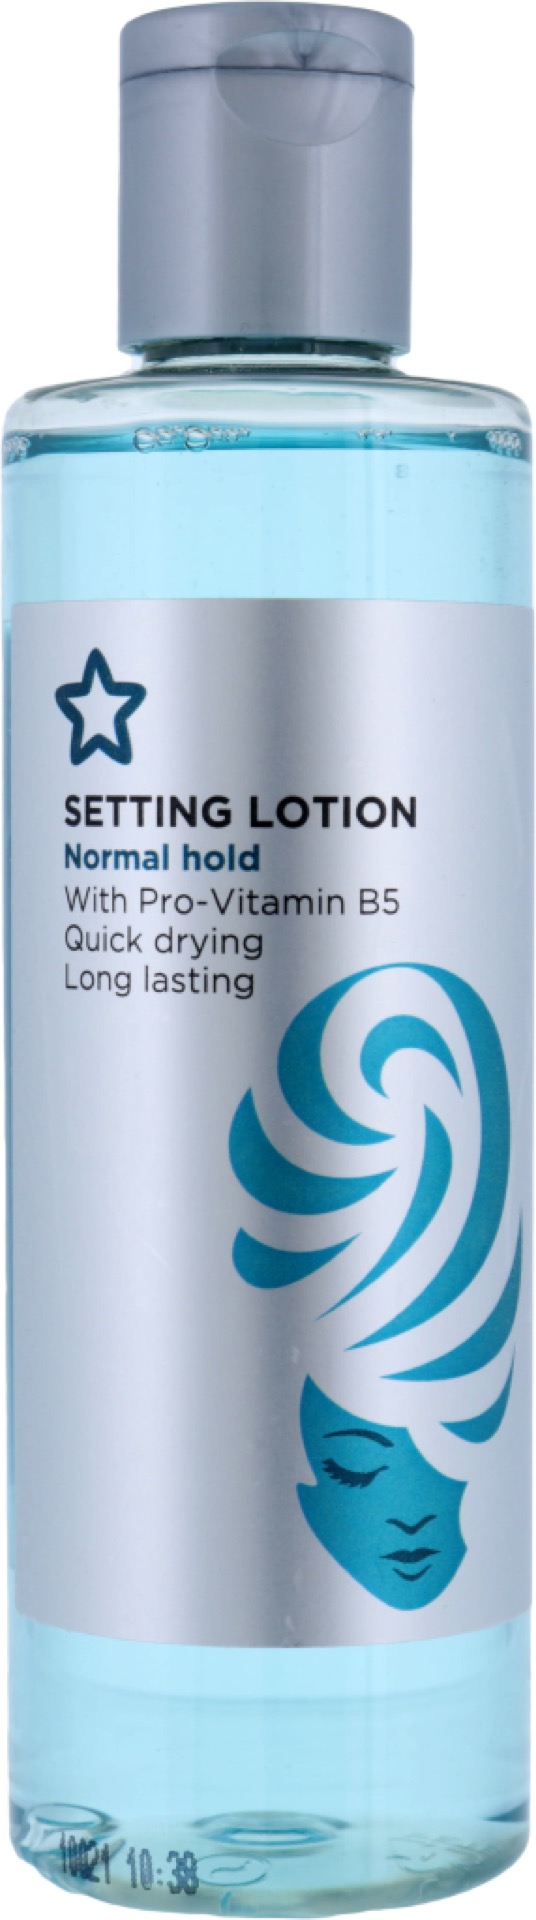 SETTING LOTION
Normal hold
With Pro-Vitamin B5
Quick drying
Long lasting
10:38